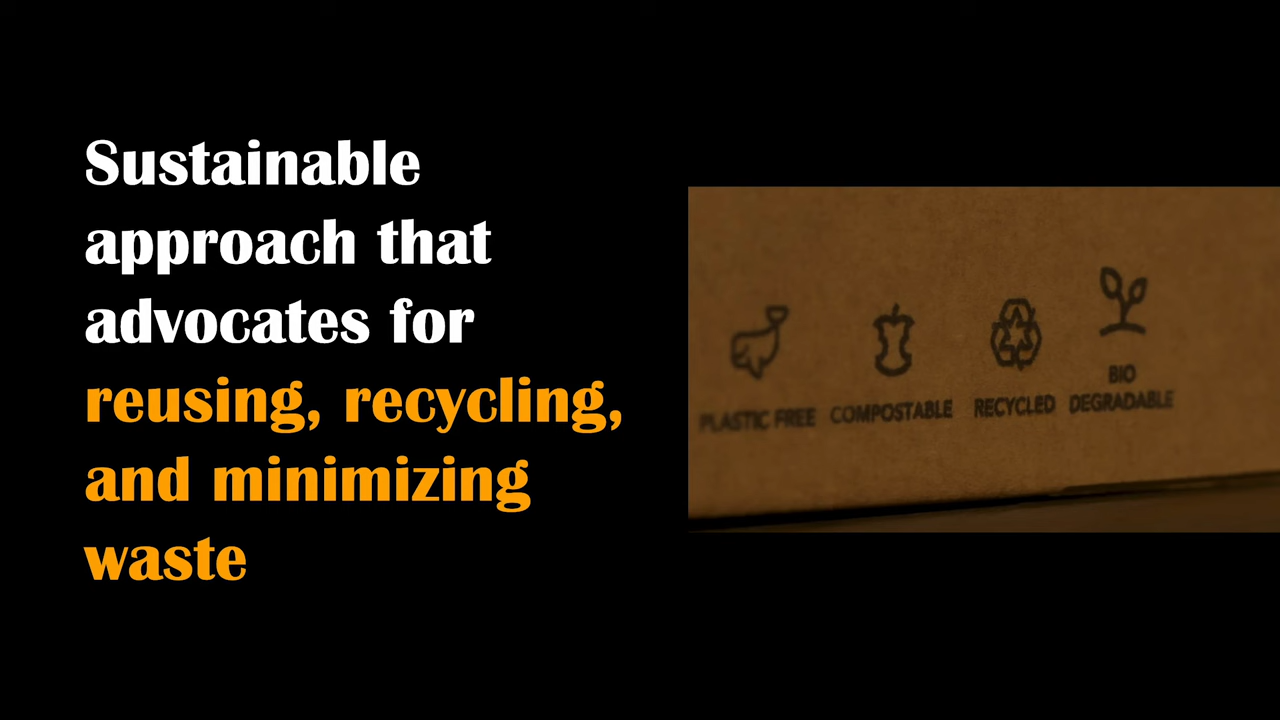 Sustainable
approach that
advocates for
reusing, recycling,
and minimizing
waste
PLASTIC FREE
COMPOSTABLE
RECYCLED
BIO
DEGRADABLE